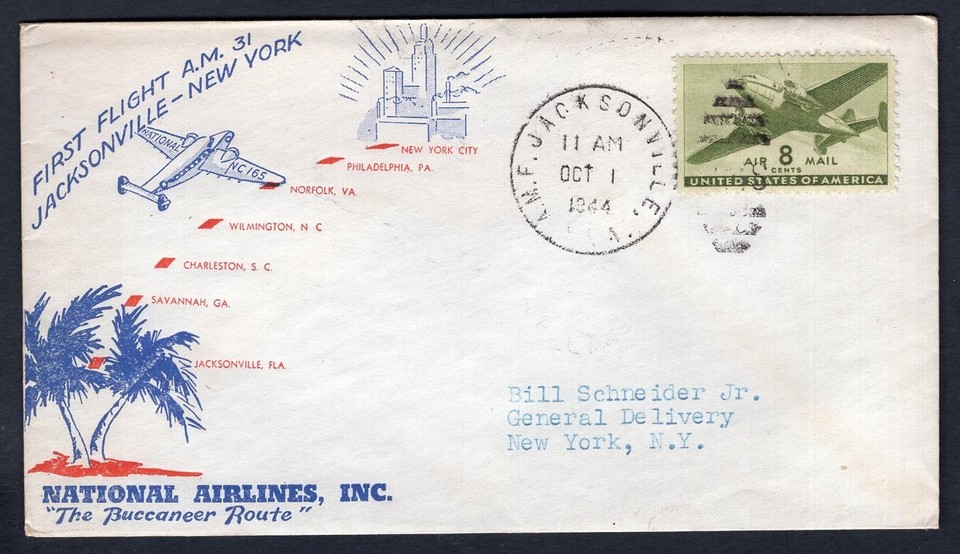 FIRST FLIGHT A.M. 31
JACKSONVILLE - NEW YORK
NATIONAL
NC 165
NEW YORK CITY
PHILADELPHIA, PA.
NORFOLK, VA.
WILMINGTON, N C
CHARLESTON, S. C.
SAVANNAH, GA.
JACKSONVILLE, FLA.
NATIONAL AIRLINES, INC.
"The Buccaneer Route"
A.M.F. JACKSONVILLE,
11 AM
OCT 1
1944
AIR 8 MAIL
CENTS
UNITED STATES OF AMERICA
Bill Schneider Jr.
General Delivery
New York, N.Y.